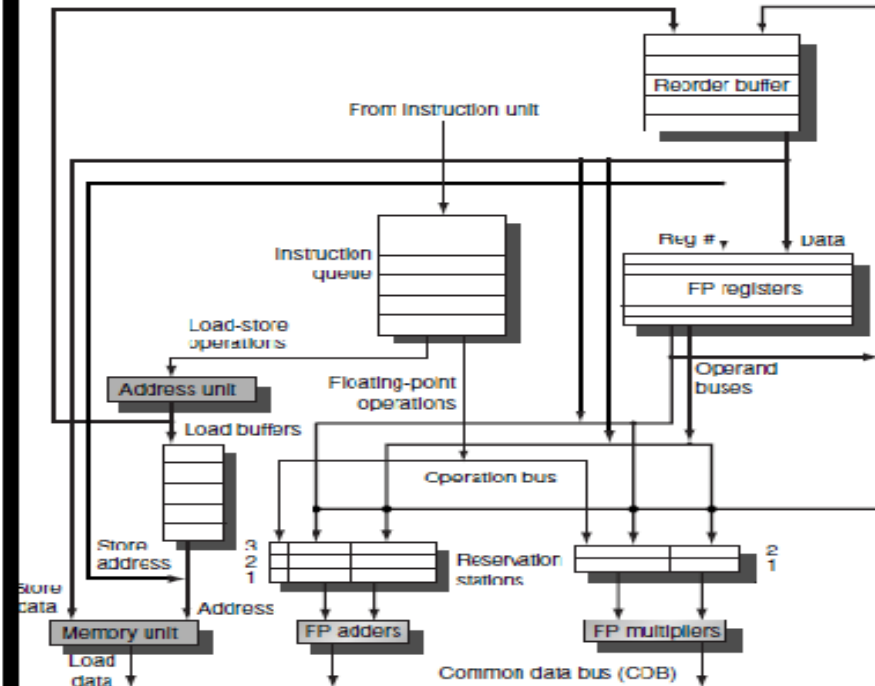 Reorder buffer
From instruction unit
Reg #
Data
Instruction
queue
FP registers
Load-store
operations
Operand
buses
Address unit
Floating-point
operations
Load buffers
Operation bus
Store
address
3
2
1
Reservation
stations
2
1
Store
data
Address
Memory unit
FP adders
FP multipliers
Load
data
Common data bus (CDB)